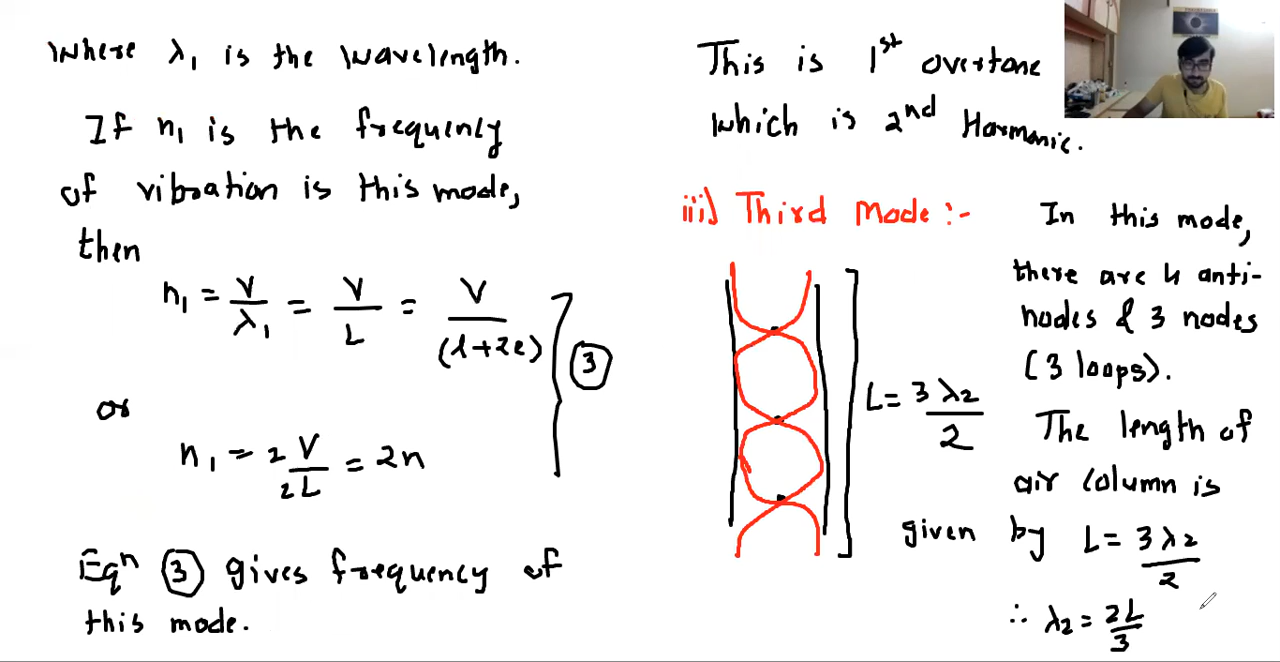 Where λ₁ is the wavelength.
If n₁ is the frequency
of vibration is this mode,
then
n₁ = V/λ₁ = V/L = V/(l+2e)
③
or
n₁ = 2V/2L = 2n
Eqⁿ ③ gives frequency of
this mode.
This is 1st overtone
which is 2nd Harmonic.
iii) Third Mode :-
In this mode,
there are 4 anti-
nodes & 3 nodes
(3 loops).
L = 3λ₂/2
The length of
air column is
given by L = 3λ₂/2
∴ λ₂ = 2L/3